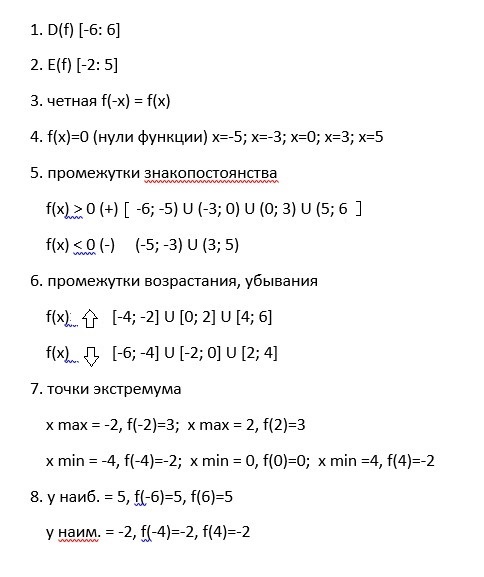 1. D(f) [-6: 6]
2. E(f) [-2: 5]
3. четная f(-x) = f(x)
4. f(x)=0 (нули функции) x=-5; x=-3; x=0; x=3; x=5
5. промежутки знакопостоянства
f(x) > 0 (+) [ -6; -5) U (-3; 0) U (0; 3) U (5; 6 ]
f(x) < 0 (-) (-5; -3) U (3; 5)
6. промежутки возрастания, убывания
f(x) ⇧ [-4; -2] U [0; 2] U [4; 6]
f(x) ⇩ [-6; -4] U [-2; 0] U [2; 4]
7. точки экстремума
x max = -2, f(-2)=3; x max = 2, f(2)=3
x min = -4, f(-4)=-2; x min = 0, f(0)=0; x min =4, f(4)=-2
8. у наиб. = 5, f(-6)=5, f(6)=5
у наим. = -2, f(-4)=-2, f(4)=-2